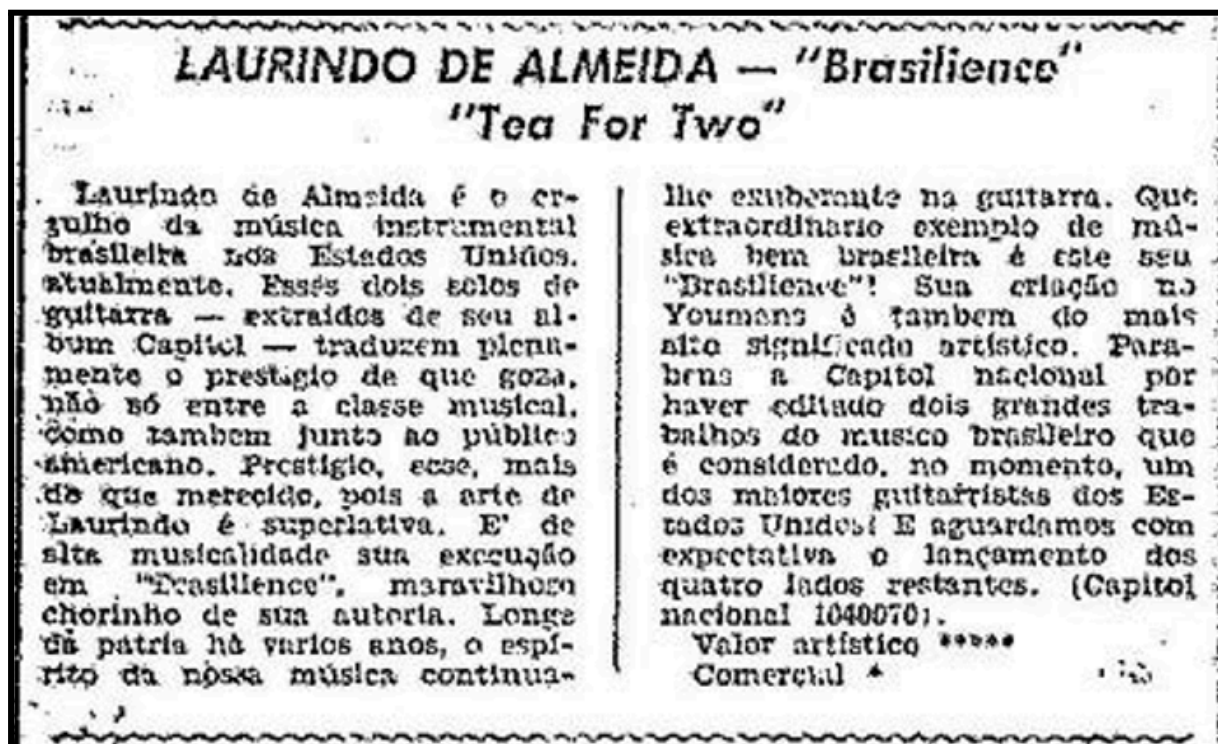 LAURINDO DE ALMEIDA — "Brasilience"
"Tea For Two"
Laurindo de Almeida é o or-
gulho da música instrumental
brasileira nos Estados Unidos.
atualmente. Esses dois solos de
guitarra — extraidos de seu al-
bum Capitol — traduzem plena-
mente o prestigio de que goza,
não só entre a classe musical,
como tambem junto ao público
americano. Prestigio, esse, mais
do que merecido, pois a arte de
Laurindo é superlativa. E' de
alta musicalidade sua execução
em "Brasilience", maravilhoso
chorinho de sua autoria. Longe
da patria há varios anos, o espí-
rito da nossa música continua-
lhe exuberante na guitarra. Que
extraordinario exemplo de mú-
sica bem brasileira é este seu
"Brasilience"! Sua criação no
Youmans é tambem do mais
alto significado artístico. Para-
bens a Capitol nacional por
haver editado dois grandes tra-
balhos do musico brasileiro que
é considerado, no momento, um
dos maiores guitarristas dos Es-
tados Unidos! E aguardamos com
expectativa o lançamento dos
quatro lados restantes. (Capitol
nacional 1040070).
Valor artístico *****
Comercial *